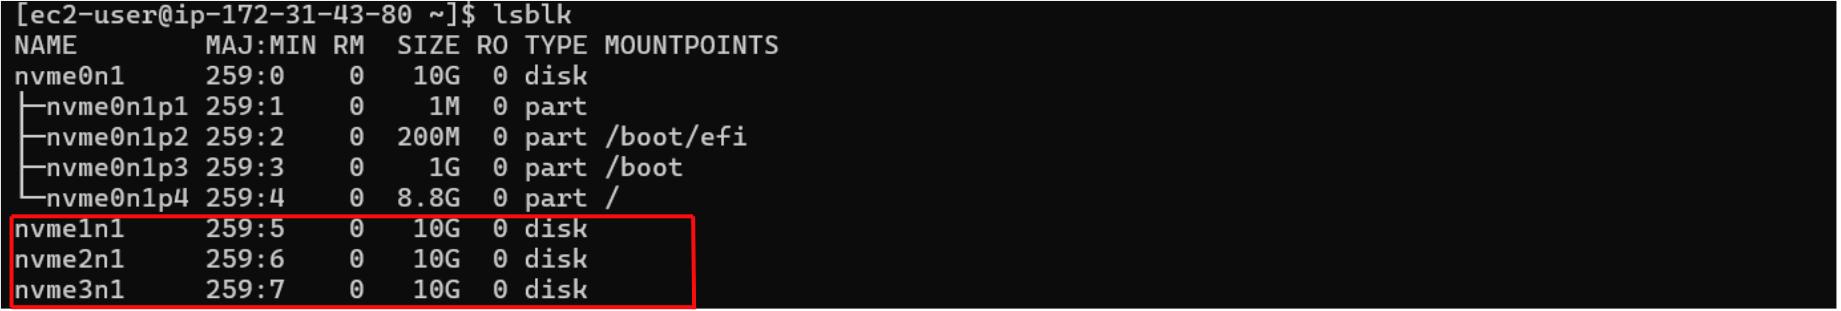 [ec2-user@ip-172-31-43-80 ~]$ lsblk
NAME        MAJ:MIN RM  SIZE RO TYPE MOUNTPOINTS
nvme0n1     259:0    0   10G  0 disk
├─nvme0n1p1 259:1    0    1M  0 part
├─nvme0n1p2 259:2    0  200M  0 part /boot/efi
├─nvme0n1p3 259:3    0    1G  0 part /boot
└─nvme0n1p4 259:4    0  8.8G  0 part /
nvme1n1     259:5    0   10G  0 disk
nvme2n1     259:6    0   10G  0 disk
nvme3n1     259:7    0   10G  0 disk